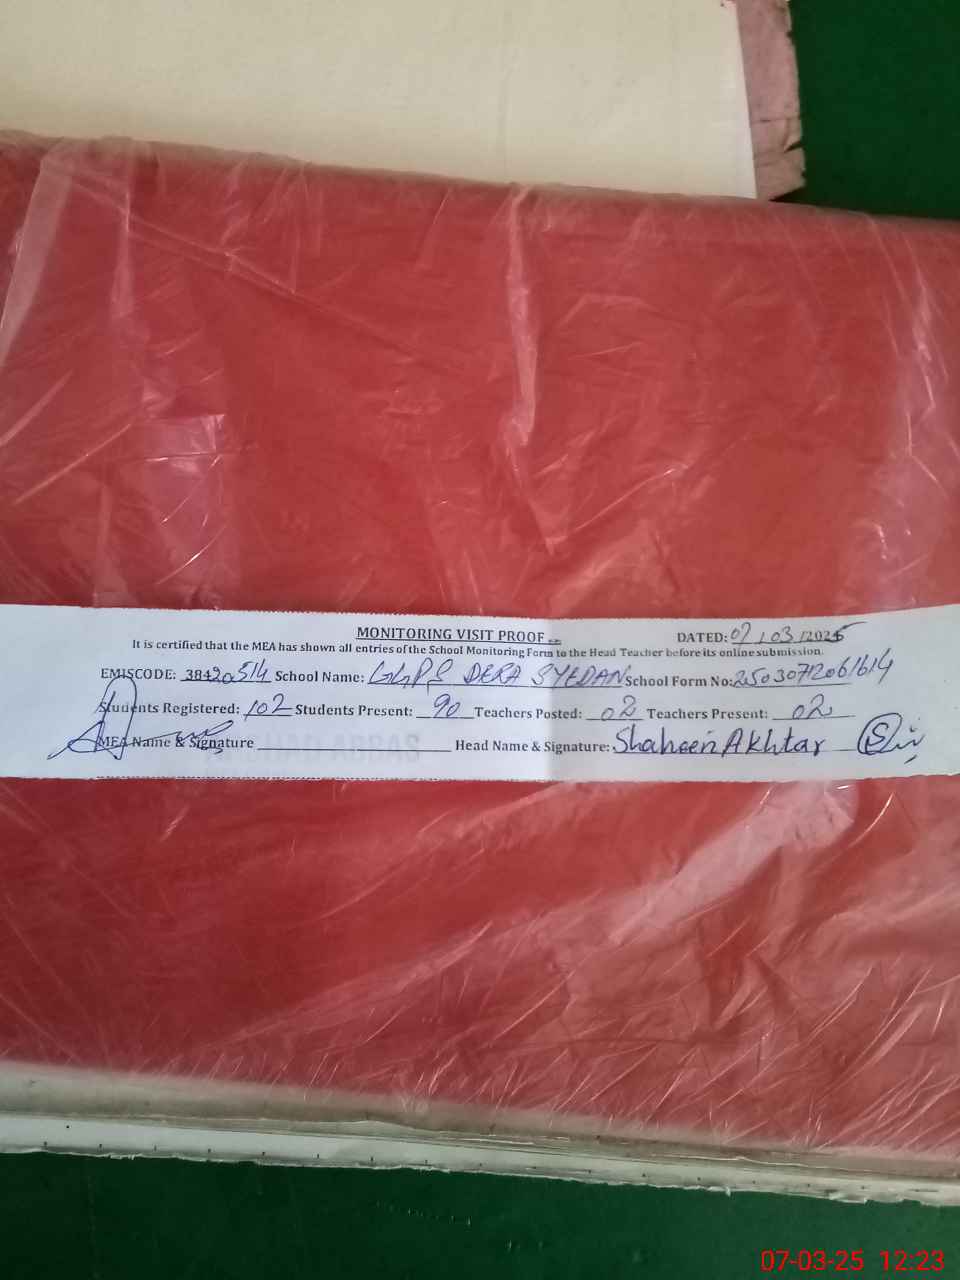 MONITORING VISIT PROOF DATED: 07/03/2025
It is certified that the MEA has shown all entries of the School Monitoring Form to the Head Teacher before its online submission.
EMISCODE: 38420514 School Name: GGPS DERA SYEDAN School Form No: 25030712061614
Students Registered: 102 Students Present: 90 Teachers Posted: 02 Teachers Present: 02
MEA Name & Signature Head Name & Signature: Shaheen Akhtar
07-03-25 12:23